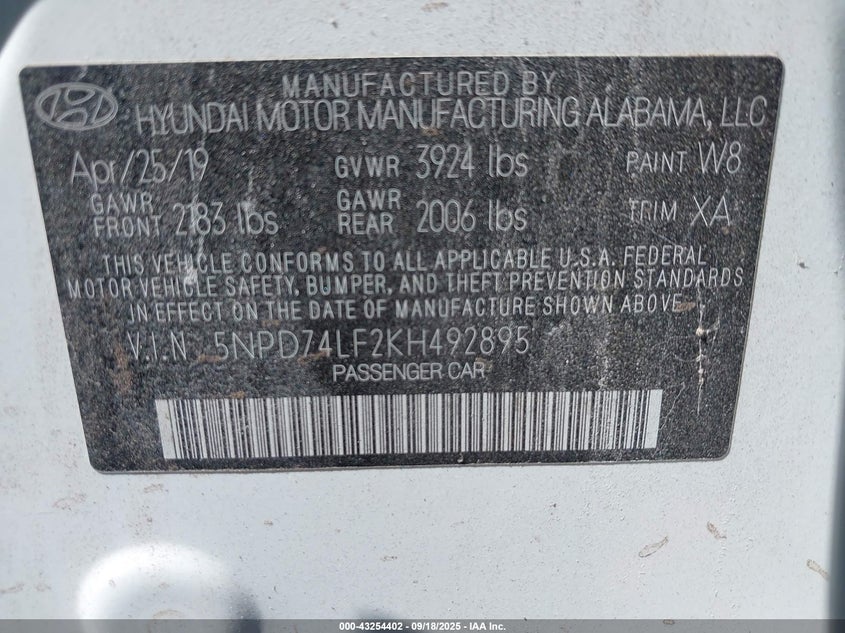 MANUFACTURED BY
HYUNDAI MOTOR MANUFACTURING ALABAMA, LLC
Apr/25/19 GVWR 3924 lbs PAINT W8
GAWR FRONT 2183 lbs GAWR REAR 2006 lbs TRIM XA
THIS VEHICLE CONFORMS TO ALL APPLICABLE U.S.A. FEDERAL
MOTOR VEHICLE SAFETY, BUMPER, AND THEFT PREVENTION STANDARDS
IN EFFECT ON THE DATE OF MANUFACTURE SHOWN ABOVE.
V.I.N 5NPD74LF2KH492895
PASSENGER CAR
000-43254402 - 09/18/2025 - IAA Inc.